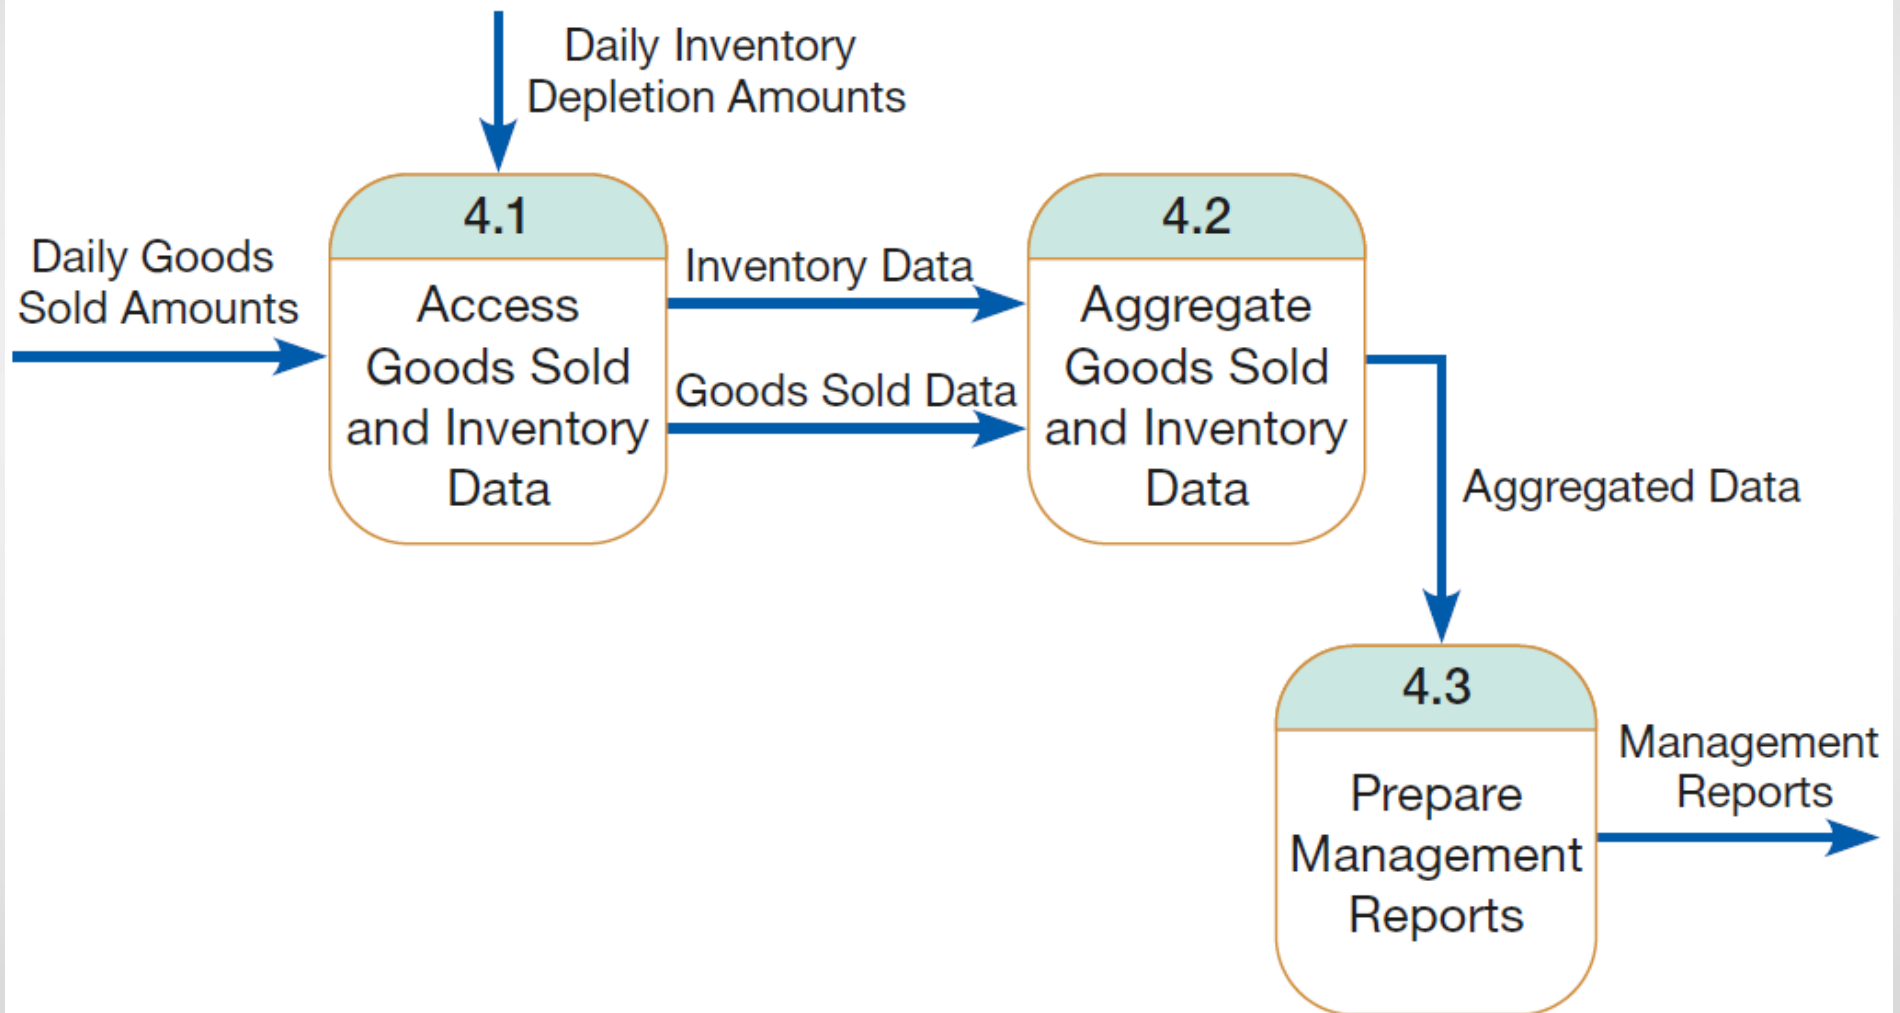 Daily Inventory
Depletion Amounts
Daily Goods
Sold Amounts
4.1
Access
Goods Sold
and Inventory
Data
Inventory Data
Goods Sold Data
4.2
Aggregate
Goods Sold
and Inventory
Data
Aggregated Data
4.3
Prepare
Management
Reports
Management
Reports